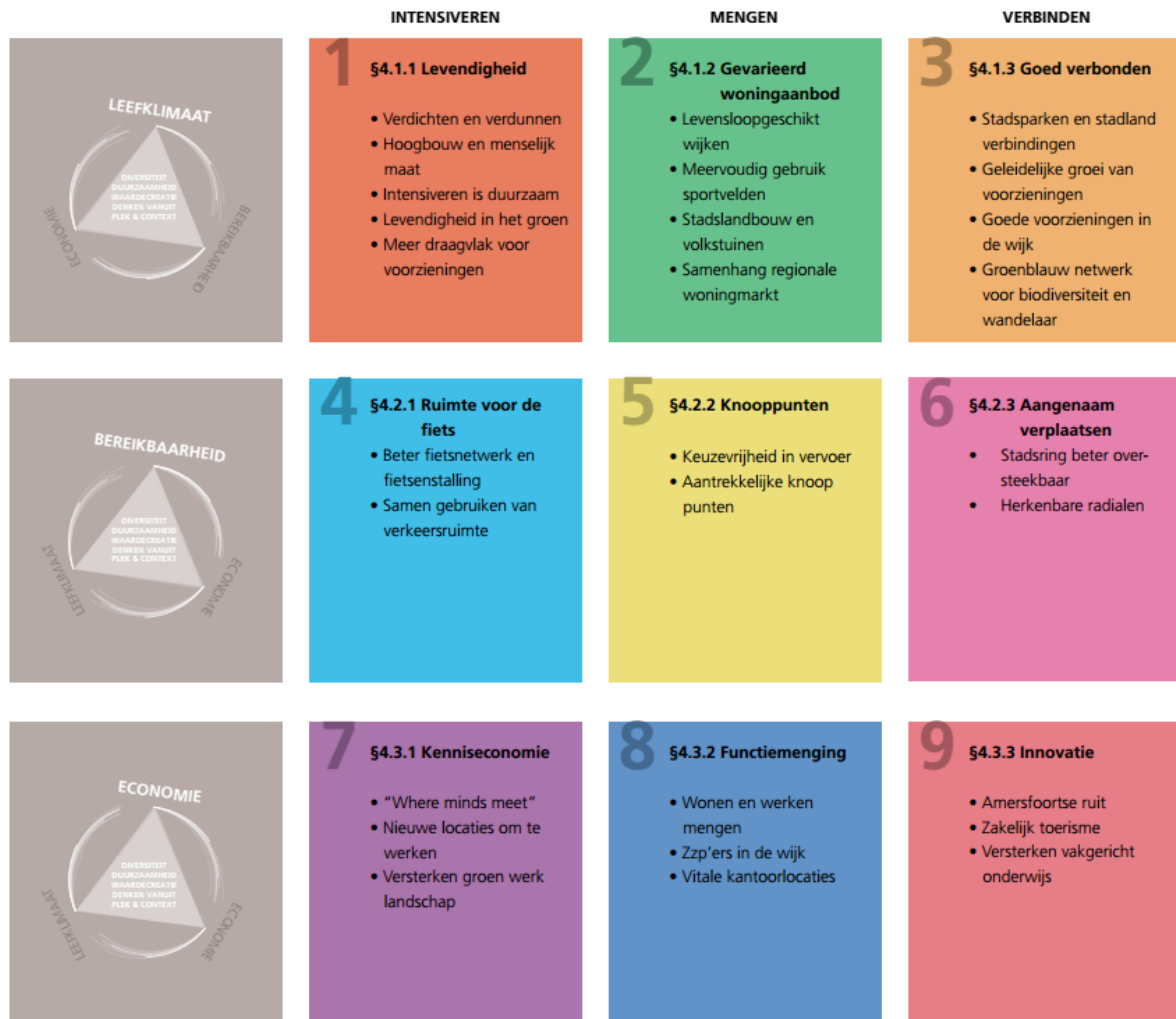 INTENSIVEREN
MENGEN
VERBINDEN
LEEFKLIMAAT
DIVERSITEIT
DUURZAAMHEID
WAARDECREATIE
DENKEN VANUIT
PLEK & CONTEXT
ECONOMIE
BEREIKBAARHEID
1
§4.1.1 Levendigheid
• Verdichten en verdunnen
• Hoogbouw en menselijk
maat
• Intensiveren is duurzaam
• Levendigheid in het groen
• Meer draagvlak voor
voorzieningen
2
§4.1.2 Gevarieerd
woningaanbod
• Levensloopgeschikt
wijken
• Meervoudig gebruik
sportvelden
• Stadslandbouw en
volkstuinen
• Samenhang regionale
woningmarkt
3
§4.1.3 Goed verbonden
• Stadsparken en stadland
verbindingen
• Geleidelijke groei van
voorzieningen
• Goede voorzieningen in
de wijk
• Groenblauw netwerk
voor biodiversiteit en
wandelaar
BEREIKBAARHEID
DIVERSITEIT
DUURZAAMHEID
WAARDECREATIE
DENKEN VANUIT
PLEK & CONTEXT
LEEFKLIMAAT
ECONOMIE
4
§4.2.1 Ruimte voor de
fiets
• Beter fietsnetwerk en
fietsenstalling
• Samen gebruiken van
verkeersruimte
5
§4.2.2 Knooppunten
• Keuzevrijheid in vervoer
• Aantrekkelijke knoop
punten
6
§4.2.3 Aangenaam
verplaatsen
• Stadsring beter over-
steekbaar
• Herkenbare radialen
ECONOMIE
DIVERSITEIT
DUURZAAMHEID
WAARDECREATIE
DENKEN VANUIT
PLEK & CONTEXT
LEEFKLIMAAT
ECONOMIE
7
§4.3.1 Kenniseconomie
• “Where minds meet”
• Nieuwe locaties om te
werken
• Versterken groen werk
landschap
8
§4.3.2 Functiemenging
• Wonen en werken
mengen
• Zzp’ers in de wijk
• Vitale kantoorlocaties
9
§4.3.3 Innovatie
• Amersfoortse ruit
• Zakelijk toerisme
• Versterken vakgericht
onderwijs